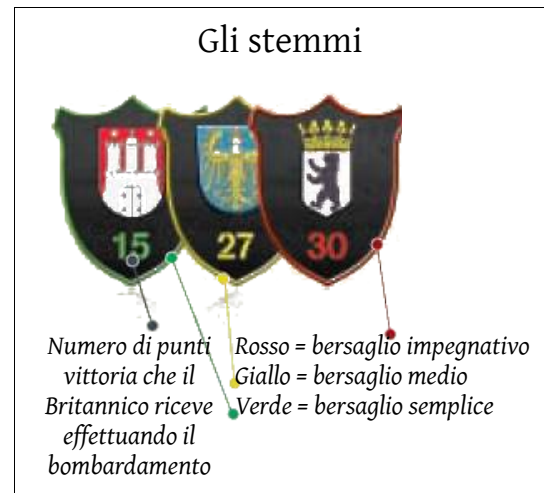 Gli stemmi
15 27 30
Numero di punti
vittoria che il
Britannico riceve
effettuando il
bombardamento
Rosso = bersaglio impegnativo
Giallo = bersaglio medio
Verde = bersaglio semplice